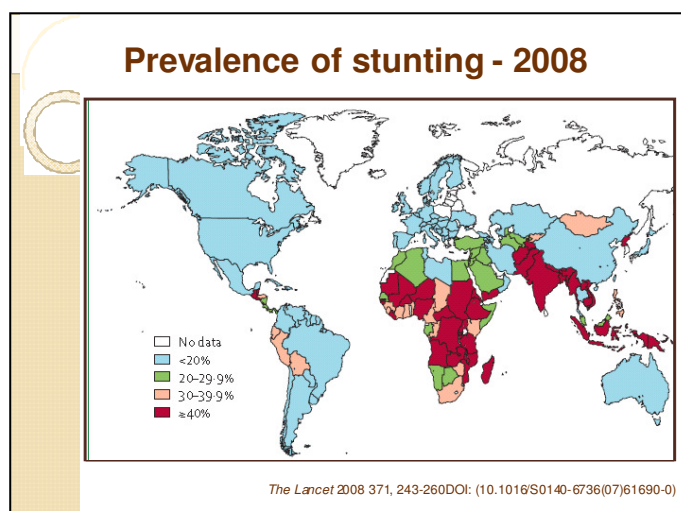 Prevalence of stunting - 2008
No data
<20%
20–29·9%
30–39·9%
≥40%
The Lancet 2008 371, 243-260DOI: (10.1016/S0140-6736(07)61690-0)